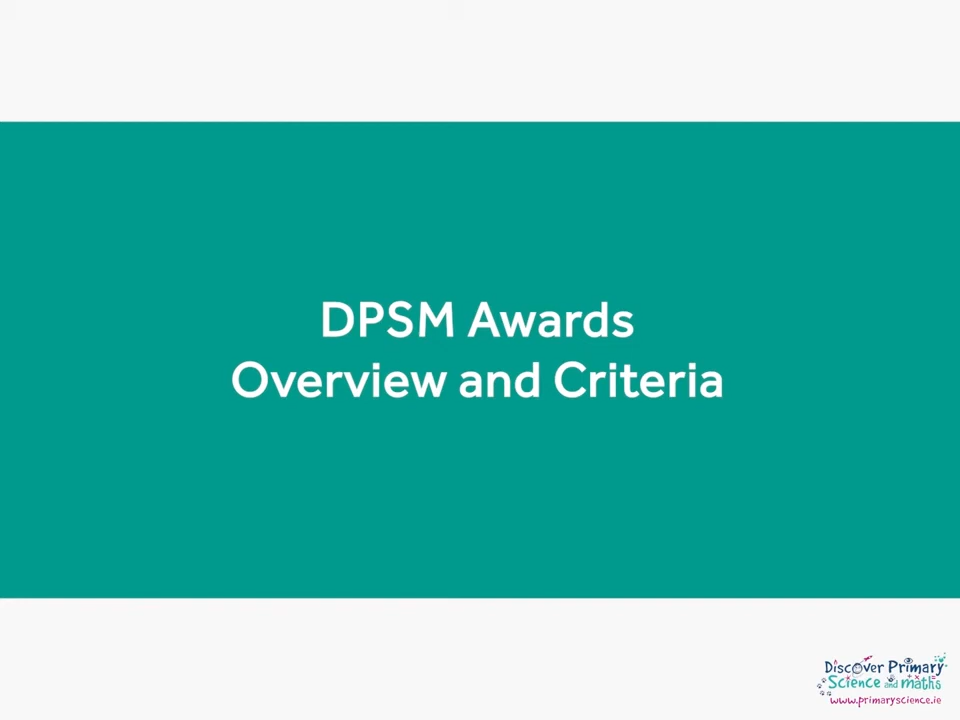 DPSM Awards
Overview and Criteria
Discover Primary
Science and maths
www.primaryscience.ie